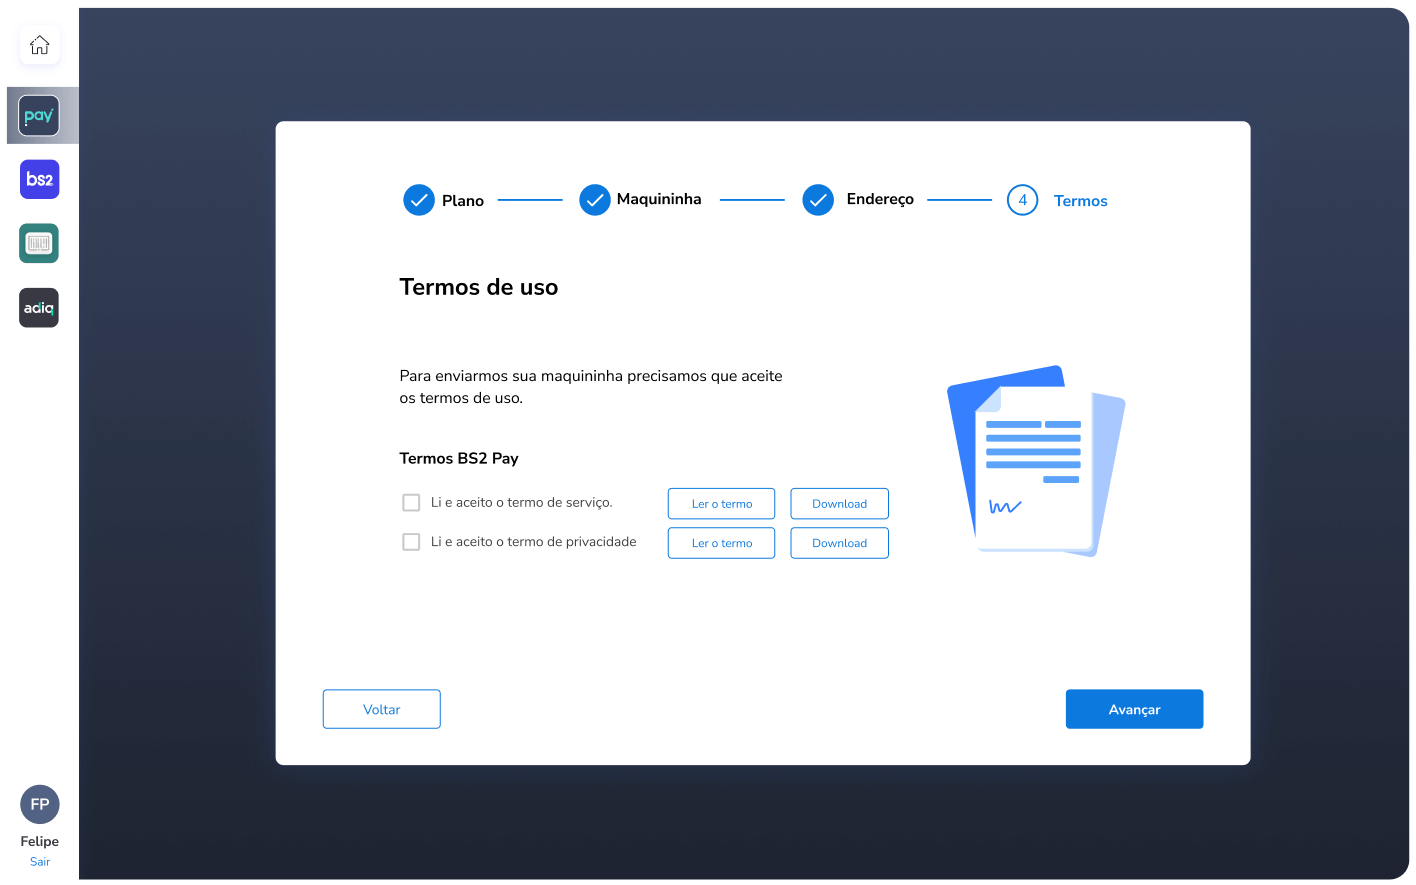 pay
bs2
adiq
FP
Felipe
Sair
Plano
Maquininha
Endereço
4
Termos
Termos de uso
Para enviarmos sua maquininha precisamos que aceite
os termos de uso.
Termos BS2 Pay
Li e aceito o termo de serviço.
Ler o termo
Download
Li e aceito o termo de privacidade
Ler o termo
Download
Voltar
Avançar